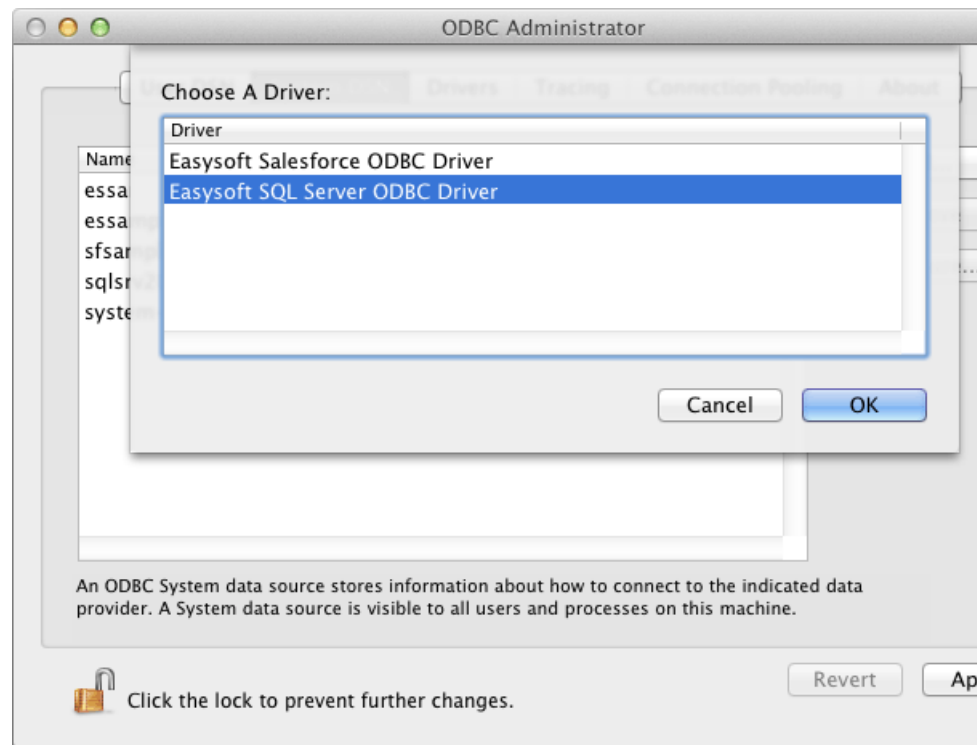 ODBC Administrator
Drivers Tracing Connection Pooling About
Choose A Driver:
Driver
Easysoft Salesforce ODBC Driver
Easysoft SQL Server ODBC Driver
Name
essa
essa
sfsam
sqlsr
syste
Cancel OK
An ODBC System data source stores information about how to connect to the indicated data
provider. A System data source is visible to all users and processes on this machine.
Click the lock to prevent further changes.
Revert Ap